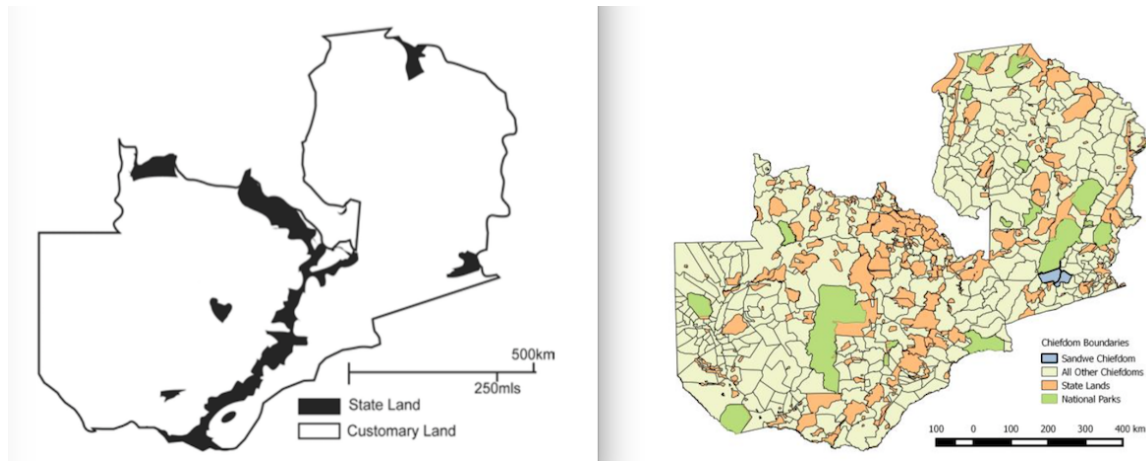 500km
250mls
State Land
Customary Land
Chiefdom Boundaries
Sandwe Chiefdom
All Other Chiefdoms
State Lands
National Parks
100 0 100 200 300 400 km